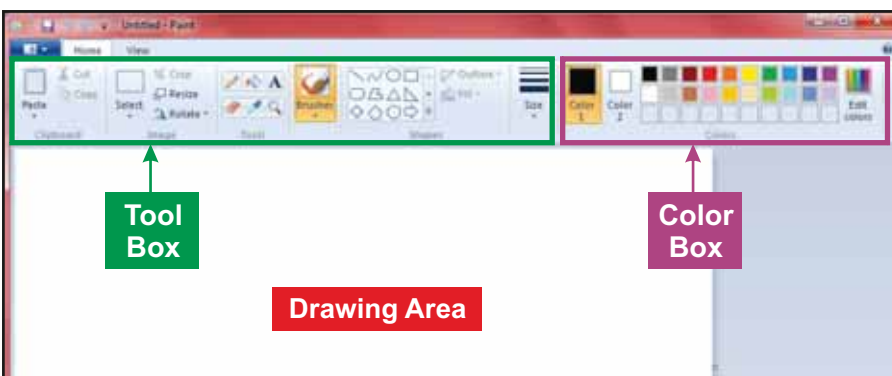 Untitled - Paint
Home View
Paste
Cut
Copy
Clipboard
Select
Crop
Resize
Rotate
Image
Tools
Brushes
Outline
Fill
Shapes
Size
Color
1
Color
2
Edit
colors
Colors
Tool
Box
Color
Box
Drawing Area